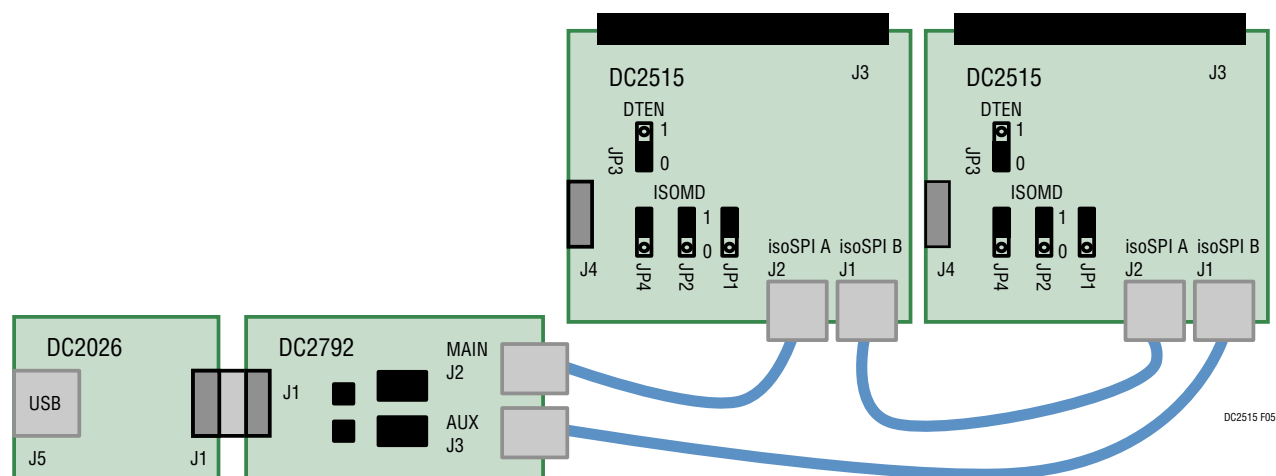 DC2515
J3
DTEN
1
JP3
0
ISOMD
1
0
JP4
JP2
JP1
J4
isoSPI A
isoSPI B
J2
J1
DC2515
J3
DTEN
1
JP3
0
ISOMD
1
0
JP4
JP2
JP1
J4
isoSPI A
isoSPI B
J2
J1
DC2026
USB
J5
J1
DC2792
J1
MAIN
J2
AUX
J3
DC2515 F05